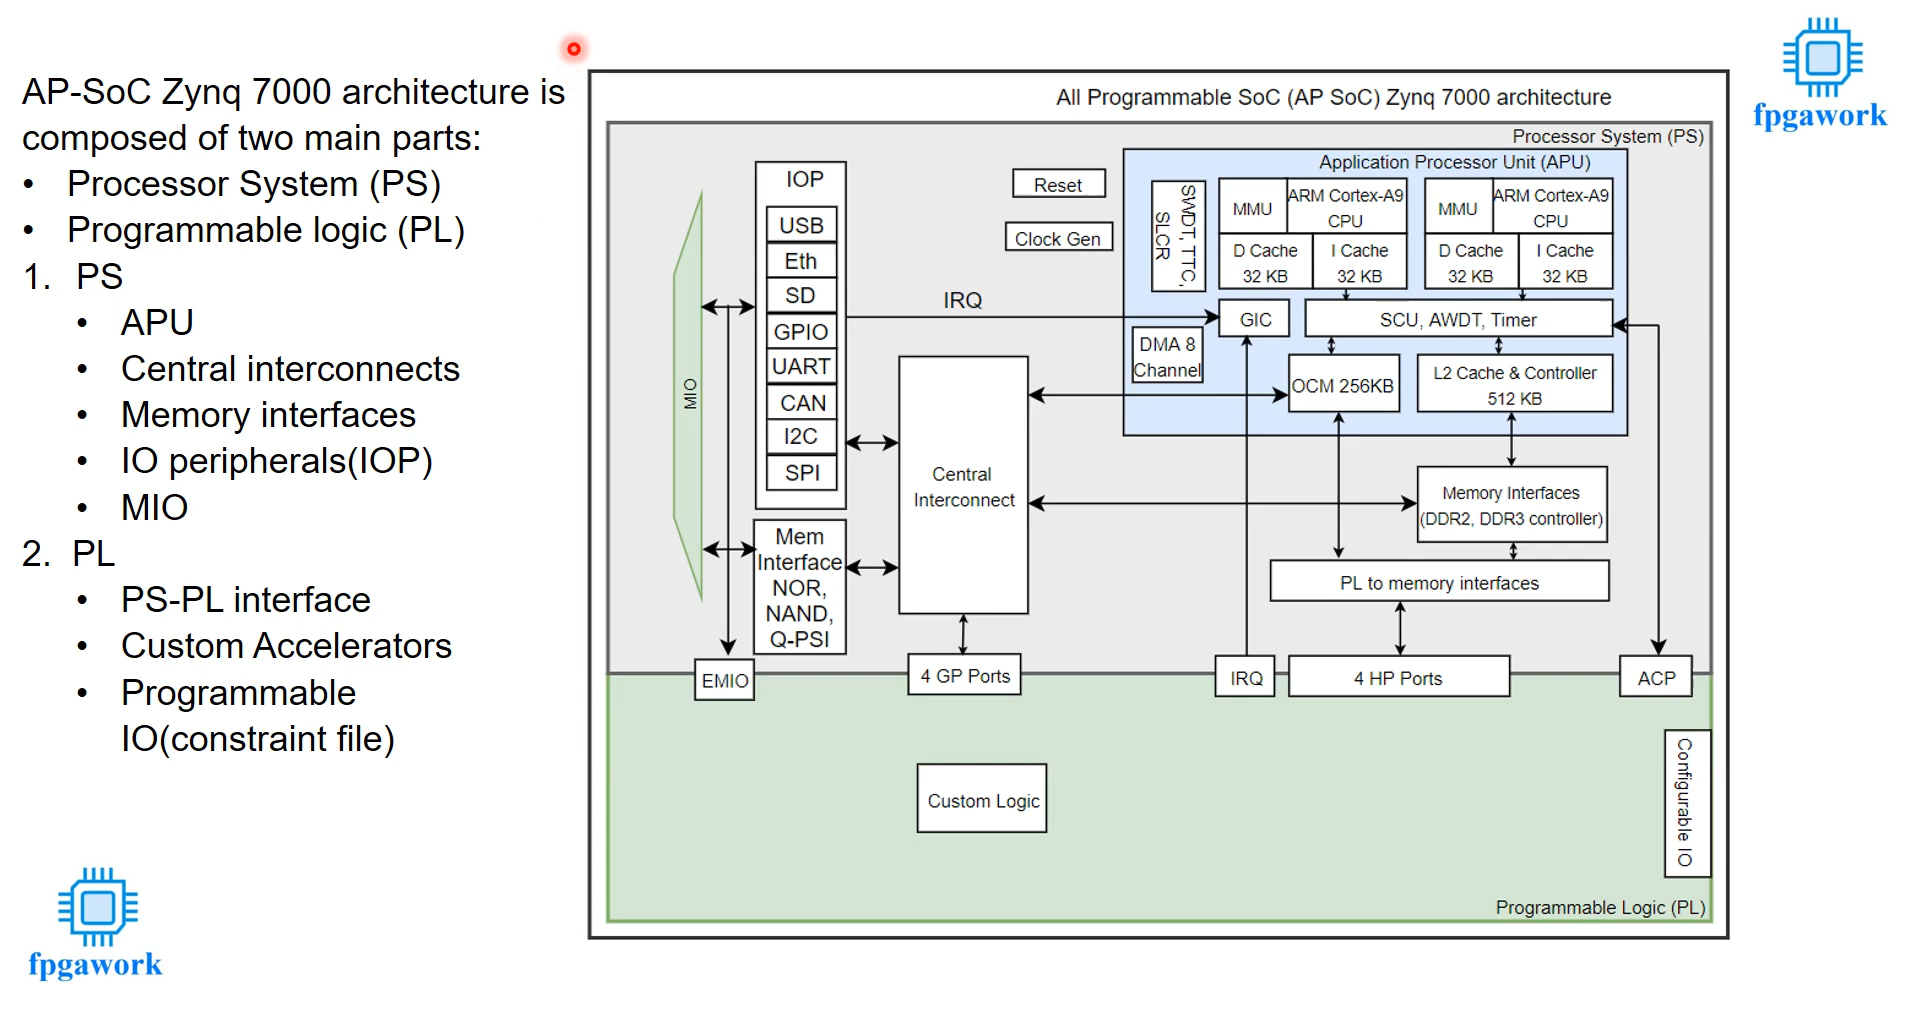 AP-SoC Zynq 7000 architecture is
composed of two main parts:
• Processor System (PS)
• Programmable logic (PL)
1. PS
• APU
• Central interconnects
• Memory interfaces
• IO peripherals(IOP)
• MIO
2. PL
• PS-PL interface
• Custom Accelerators
• Programmable
IO(constraint file)
fpgawork
fpgawork
All Programmable SoC (AP SoC) Zynq 7000 architecture
Processor System (PS)
Application Processor Unit (APU)
MIO
IOP
USB
Eth
SD
GPIO
UART
CAN
I2C
SPI
Mem
Interface
NOR,
NAND,
Q-PSI
Reset
Clock Gen
IRQ
SWDT, TTC,
SLCR
MMU
ARM Cortex-A9
CPU
D Cache
32 KB
I Cache
32 KB
MMU
ARM Cortex-A9
CPU
D Cache
32 KB
I Cache
32 KB
GIC
SCU, AWDT, Timer
DMA 8
Channel
OCM 256KB
L2 Cache & Controller
512 KB
Central
Interconnect
Memory Interfaces
(DDR2, DDR3 controller)
PL to memory interfaces
EMIO
4 GP Ports
IRQ
4 HP Ports
ACP
Custom Logic
Configurable IO
Programmable Logic (PL)